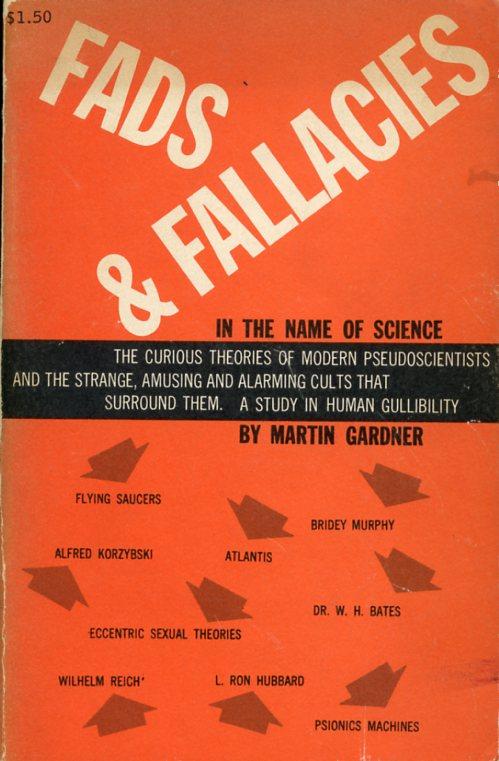 $1.50
FADS
& FALLACIES
IN THE NAME OF SCIENCE
THE CURIOUS THEORIES OF MODERN PSEUDOSCIENTISTS
AND THE STRANGE, AMUSING AND ALARMING CULTS THAT
SURROUND THEM. A STUDY IN HUMAN GULLIBILITY
BY MARTIN GARDNER
FLYING SAUCERS
BRIDEY MURPHY
ALFRED KORZYBSKI
ATLANTIS
DR. W. H. BATES
ECCENTRIC SEXUAL THEORIES
WILHELM REICH
L. RON HUBBARD
PSIONICS MACHINES